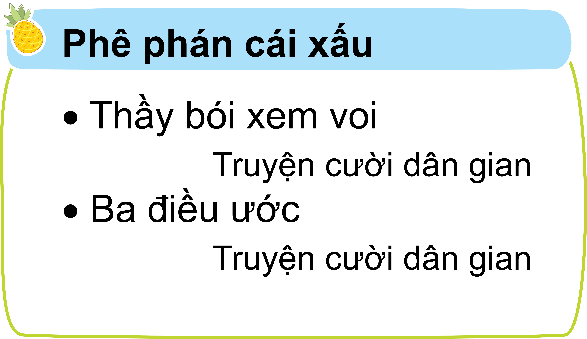 Phê phán cái xấu
• Thầy bói xem voi
Truyện cười dân gian
• Ba điều ước
Truyện cười dân gian